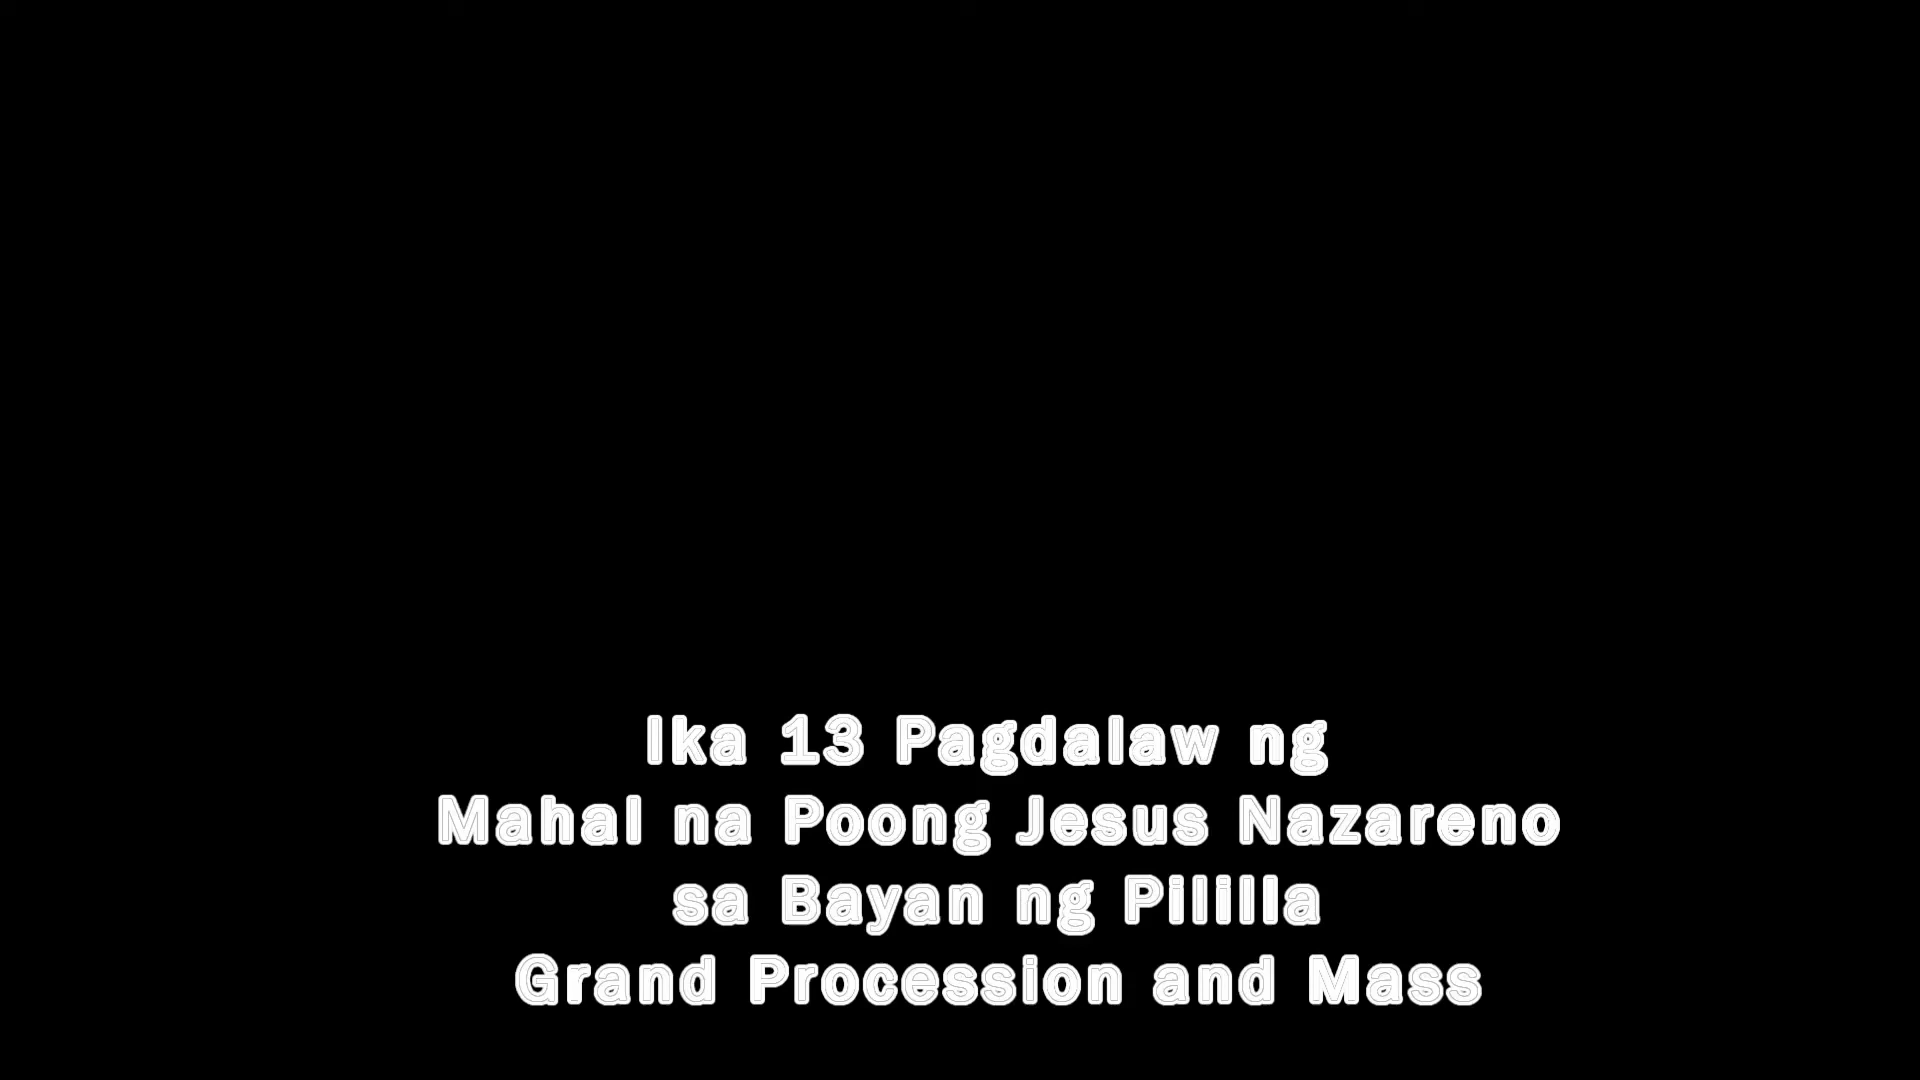 Ika 13 Pagdalaw ng
Mahal na Poong Jesus Nazareno
sa Bayan ng Pililla
Grand Procession and Mass